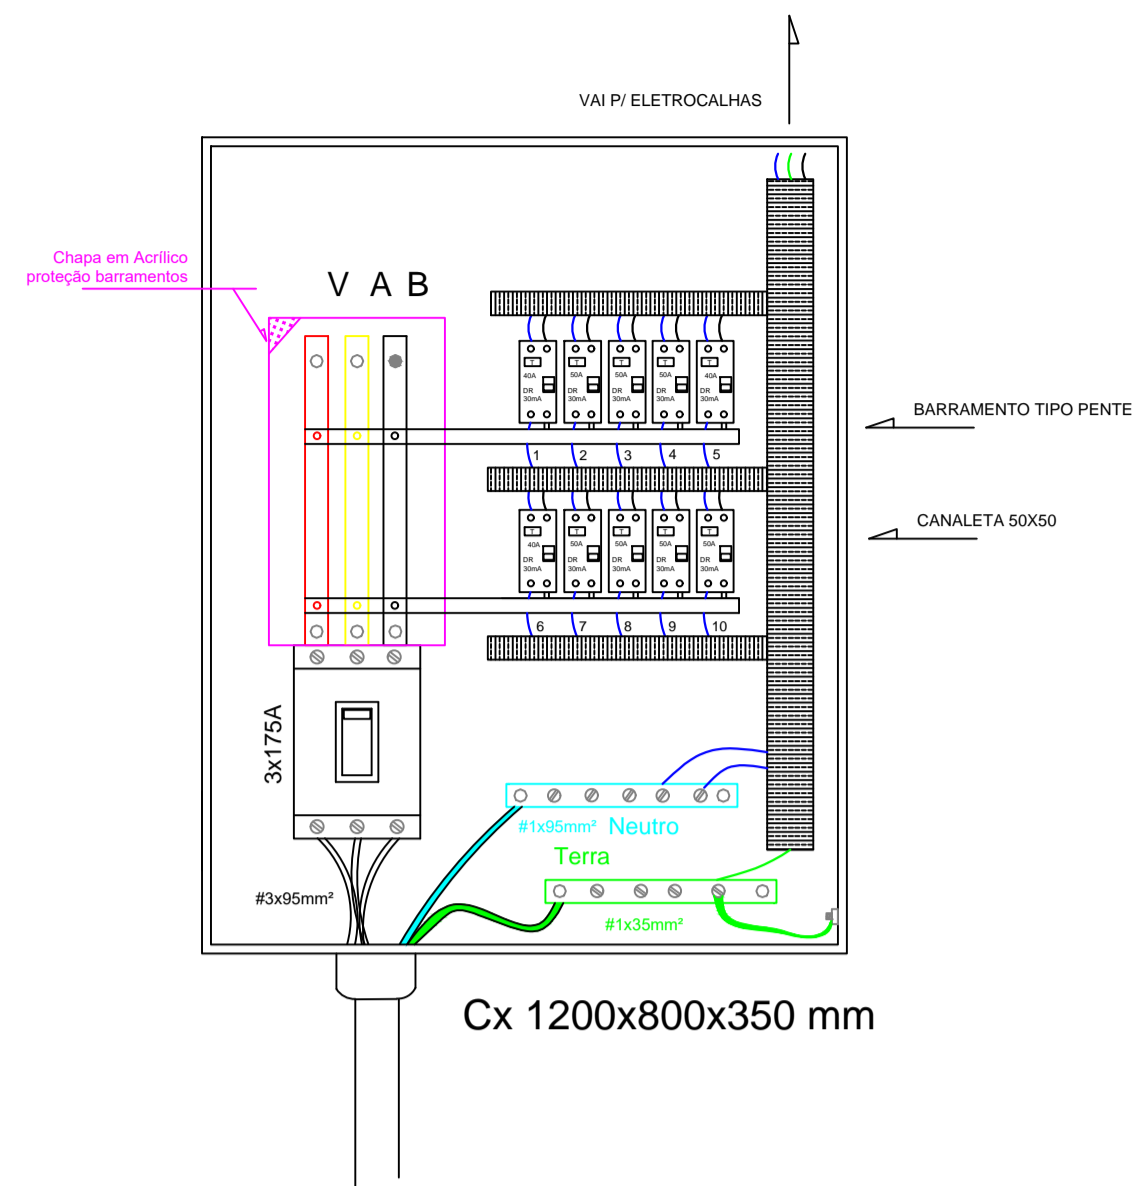 VAI P/ ELETROCALHAS
Chapa em Acrílico
proteção barramentos
V A B
T T T T T
40A 50A 50A 50A 50A
DR DR DR DR DR
30mA 30mA 30mA 30mA 30mA
BARRAMENTO TIPO PENTE
1 2 3 4 5
CANALETA 50X50
T T T T T
40A 50A 50A 50A 50A
DR DR DR DR DR
30mA 30mA 30mA 30mA 30mA
6 7 8 9 10
3x175A
#1x95mm² Neutro
Terra
#3x95mm²
#1x35mm²
Cx 1200x800x350 mm